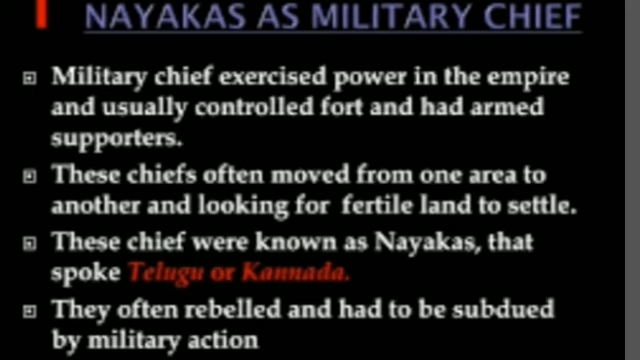 NAYAKAS AS MILITARY CHIEF
Military chief exercised power in the empire
and usually controlled fort and had armed
supporters.
These chiefs often moved from one area to
another and looking for fertile land to settle.
These chief were known as Nayakas, that
spoke Telugu or Kannada.
They often rebelled and had to be subdued
by military action